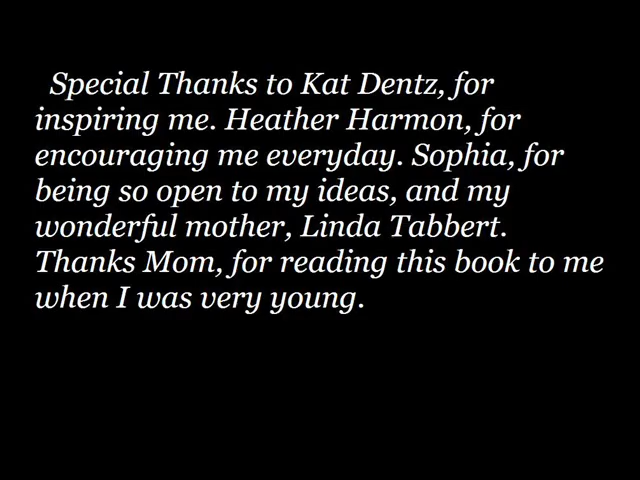 Special Thanks to Kat Dentz, for
inspiring me. Heather Harmon, for
encouraging me everyday. Sophia, for
being so open to my ideas, and my
wonderful mother, Linda Tabbert.
Thanks Mom, for reading this book to me
when I was very young.